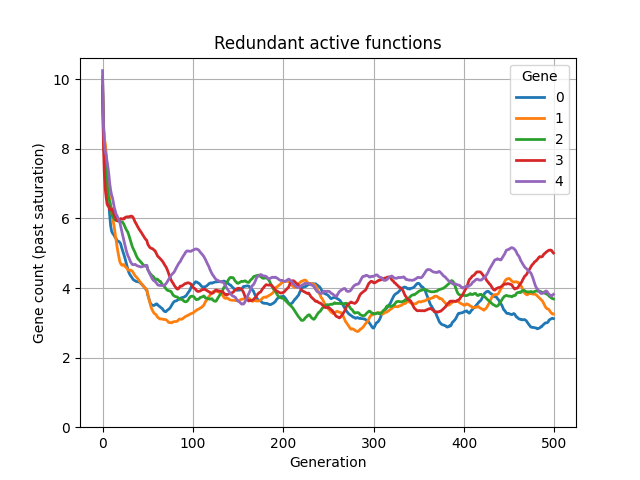 Redundant active functions
Gene count (past saturation)
10
8
6
4
2
0
0 100 200 300 400 500
Generation
Gene
0
1
2
3
4